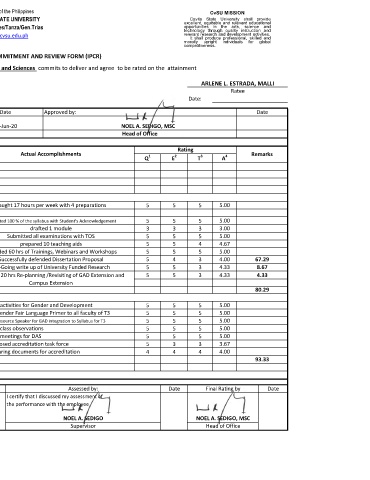 of the Philippines
CvSU MISSION
ATE UNIVERSITY
es/Tanza/Gen Trias
cvsu.edu.ph
Cavite State University shall provide
excellent, equitable and relevant educational
opportunities in the arts, science and
technology through quality instruction and
relevant research and development activities.
It shall produce professional, skilled and
morally upright individuals for global
competitiveness.
MMITMENT AND REVIEW FORM (IPCR)
and Sciences commits to deliver and agree to be rated on the attainment
ARLENE L. ESTRADA, MALLI
Ratee
Date:
Date Approved by: Date
-Jun-20 NOEL A. SEDIGO, MSC
Head of Office
Actual Accomplishments Rating Remarks
Q1 E2 T3 A4
ught 17 hours per week with 4 preparations 5 5 5 5.00
ted 100 % of the syllabus with Student's Acknowledgement 5 5 5 5.00
drafted 1 module 3 3 3 3.00
Submitted all examinations with TOS 5 5 5 5.00
prepared 10 teaching aids 5 5 4 4.67
ded 60 hrs of Trainings, Webinars and Workshops 5 5 5 5.00
Successfully defended Dissertation Proposal 5 4 3 4.00 67.29
-Going write up of University Funded Research 5 5 3 4.33 8.67
20 hrs Re-planning /Revisiting of GAD Extension and 5 5 3 4.33 4.33
Campus Extension
80.29
activities for Gender and Development 5 5 5 5.00
ender Fair Language Primer to all faculty of T3 5 5 5 5.00
esource Speaker for GAD Integration to Syllabus for T3 5 5 5 5.00
class observations 5 5 5 5.00
meetings for DAS 5 5 5 5.00
osed accreditation task force 5 3 3 3.67
aring documents for accreditation 4 4 4 4.00
93.33
Assessed by: Date Final Rating by Date
I certify that I discussed my assessment of
the performance with the employee
NOEL A. SEDIGO NOEL A. SEDIGO, MSC
Supervisor Head of Office